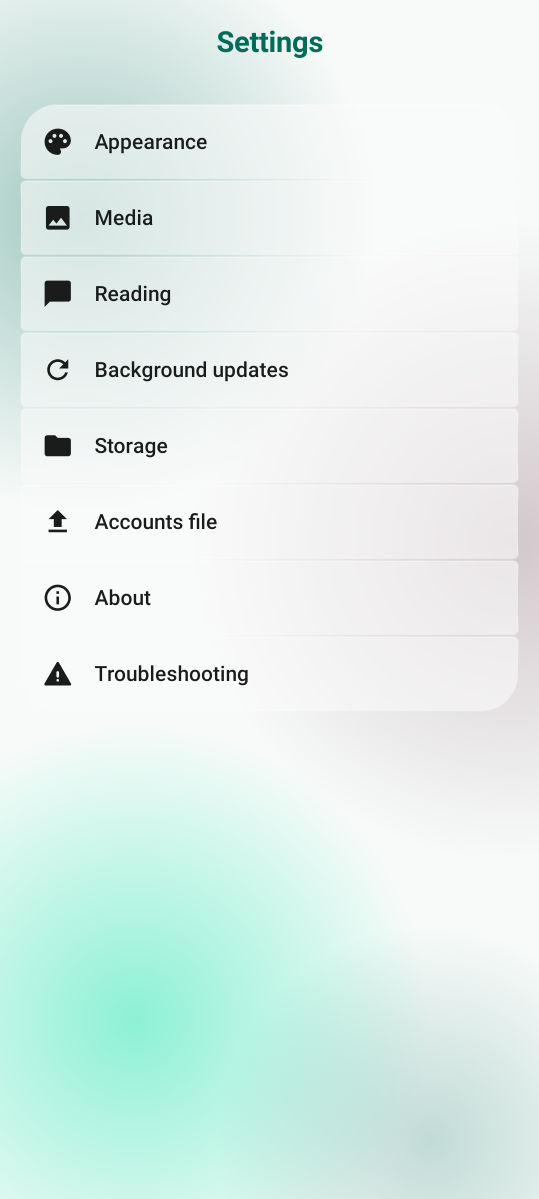 Settings
Appearance
Media
Reading
Background updates
Storage
Accounts file
About
Troubleshooting